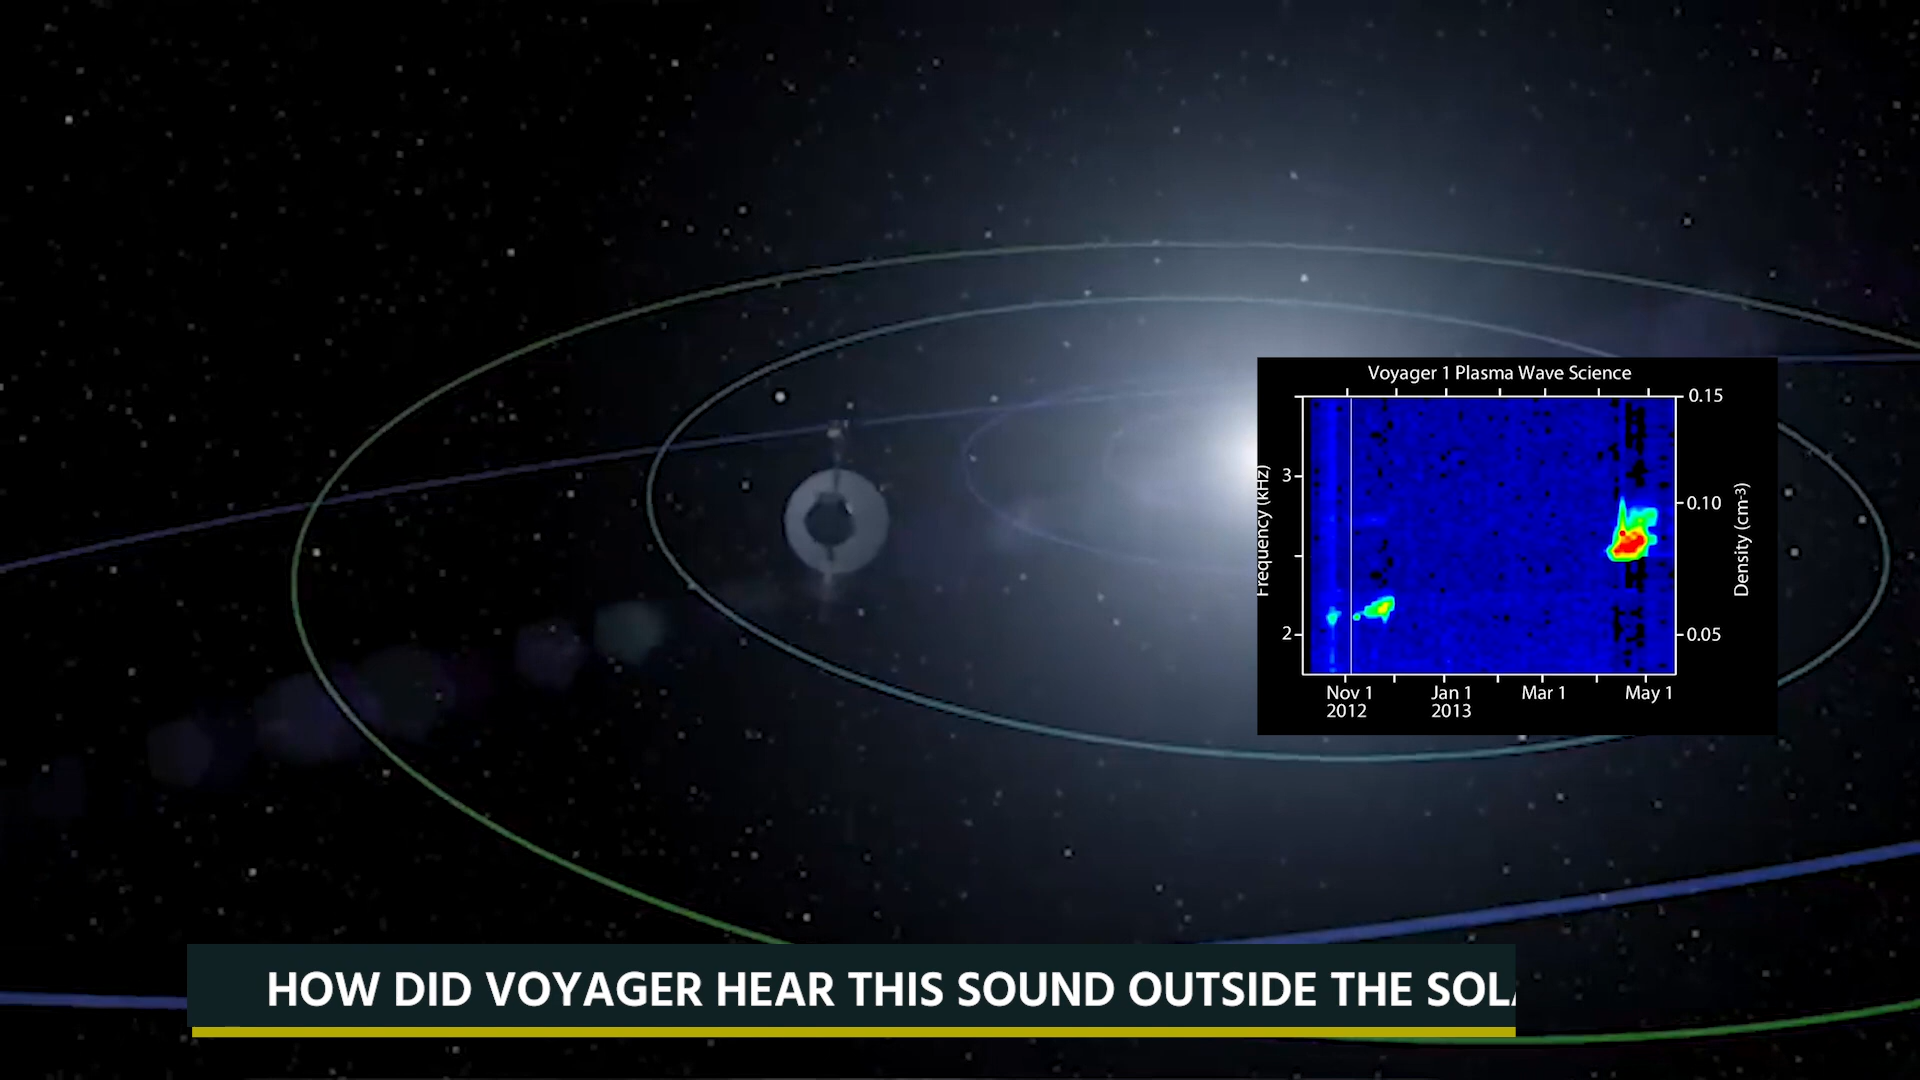 Voyager 1 Plasma Wave Science
0.15
3
0.10
Frequency (kHz)
Density (cm-3)
2
0.05
Nov 1 Jan 1 Mar 1 May 1
2012 2013
HOW DID VOYAGER HEAR THIS SOUND OUTSIDE THE SOL